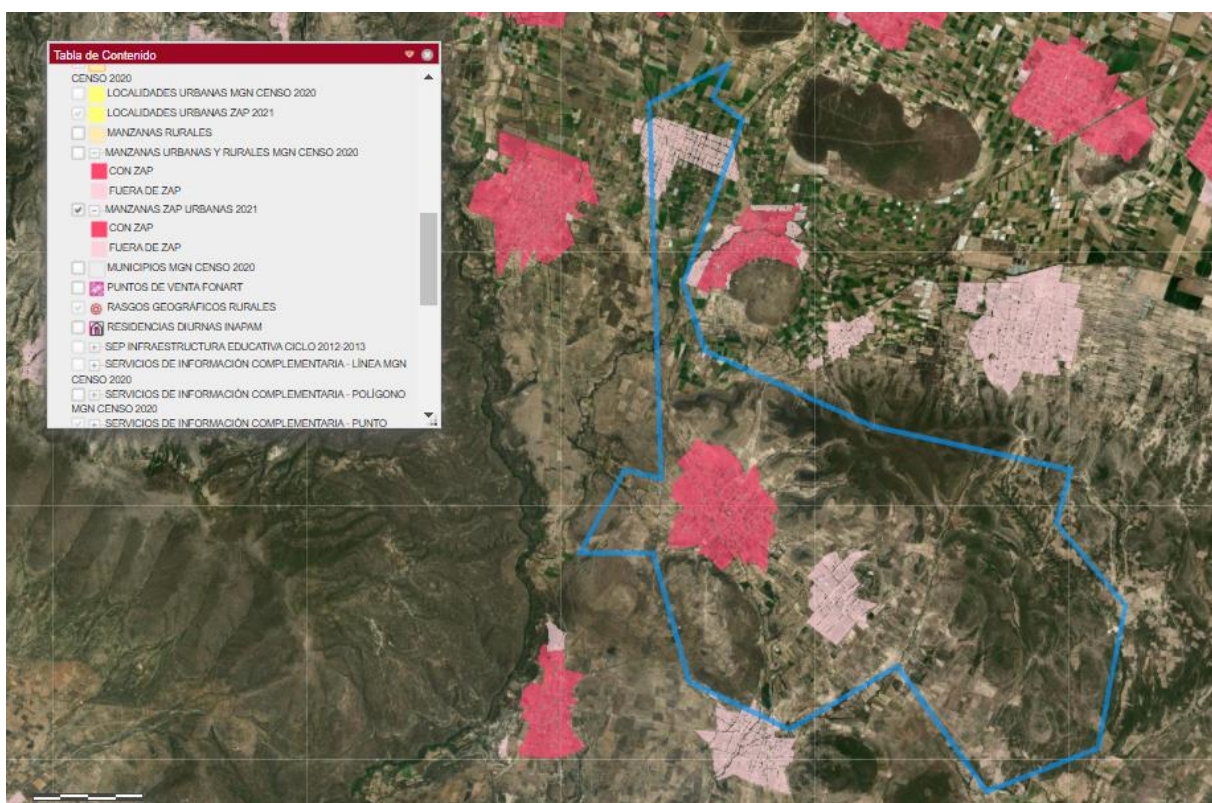 Tabla de Contenido
CENSO 2020
LOCALIDADES URBANAS MGN CENSO 2020
LOCALIDADES URBANAS ZAP 2021
MANZANAS RURALES
MANZANAS URBANAS Y RURALES MGN CENSO 2020
CON ZAP
FUERA DE ZAP
MANZANAS ZAP URBANAS 2021
CON ZAP
FUERA DE ZAP
MUNICIPIOS MGN CENSO 2020
PUNTOS DE VENTA FONART
RASGOS GEOGRÁFICOS RURALES
RESIDENCIAS DIURNAS INAPAM
SEP INFRAESTRUCTURA EDUCATIVA CICLO 2012-2013
SERVICIOS DE INFORMACIÓN COMPLEMENTARIA - LÍNEA MGN
CENSO 2020
SERVICIOS DE INFORMACIÓN COMPLEMENTARIA - POLÍGONO
MGN CENSO 2020
SERVICIOS DE INFORMACIÓN COMPLEMENTARIA - PUNTO